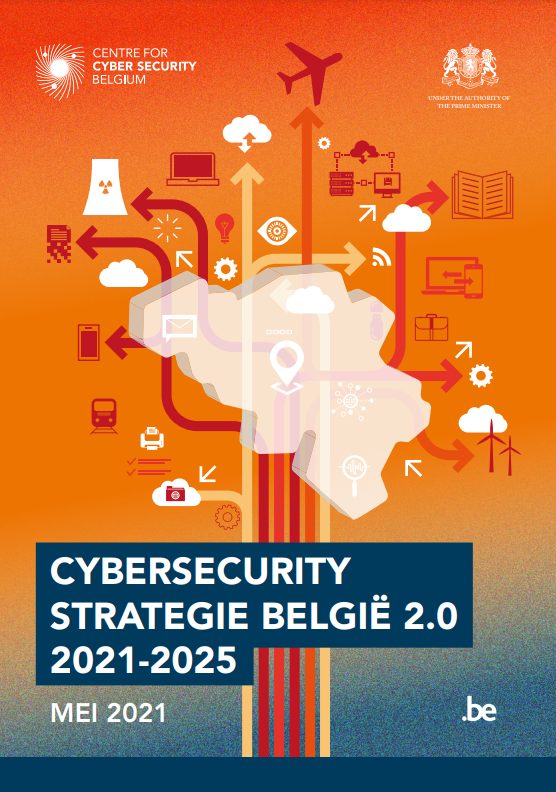 CENTRE FOR
CYBER SECURITY
BELGIUM
UNDER THE AUTHORITY OF
THE PRIME MINISTER
CYBERSECURITY
STRATEGIE BELGIË 2.0
2021-2025
MEI 2021
.be